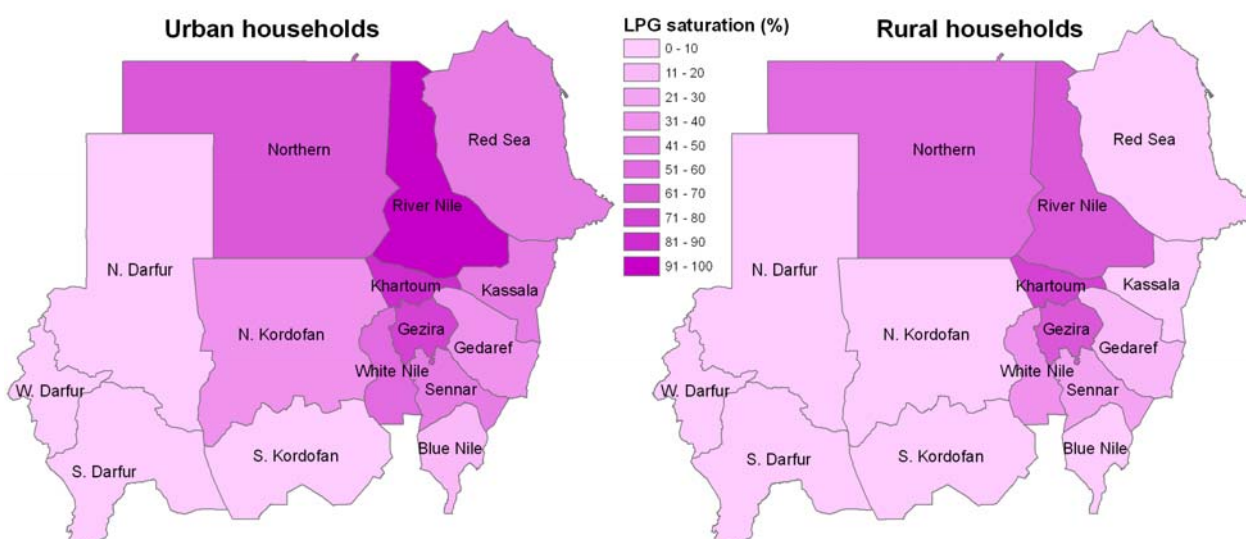 Urban households
LPG saturation (%)
Rural households
0 - 10
11 - 20
21 - 30
31 - 40
41 - 50
51 - 60
61 - 70
71 - 80
81 - 90
91 - 100
Red Sea
Northern
River Nile
N. Darfur
Khartoum
Kassala
N. Kordofan
Gezira
Gedaref
White Nile
W. Darfur
Sennar
Blue Nile
S. Kordofan
S. Darfur
Red Sea
Northern
River Nile
N. Darfur
Khartoum
Kassala
N. Kordofan
Gezira
Gedaref
White Nile
W. Darfur
Sennar
Blue Nile
S. Darfur
S. Kordofan